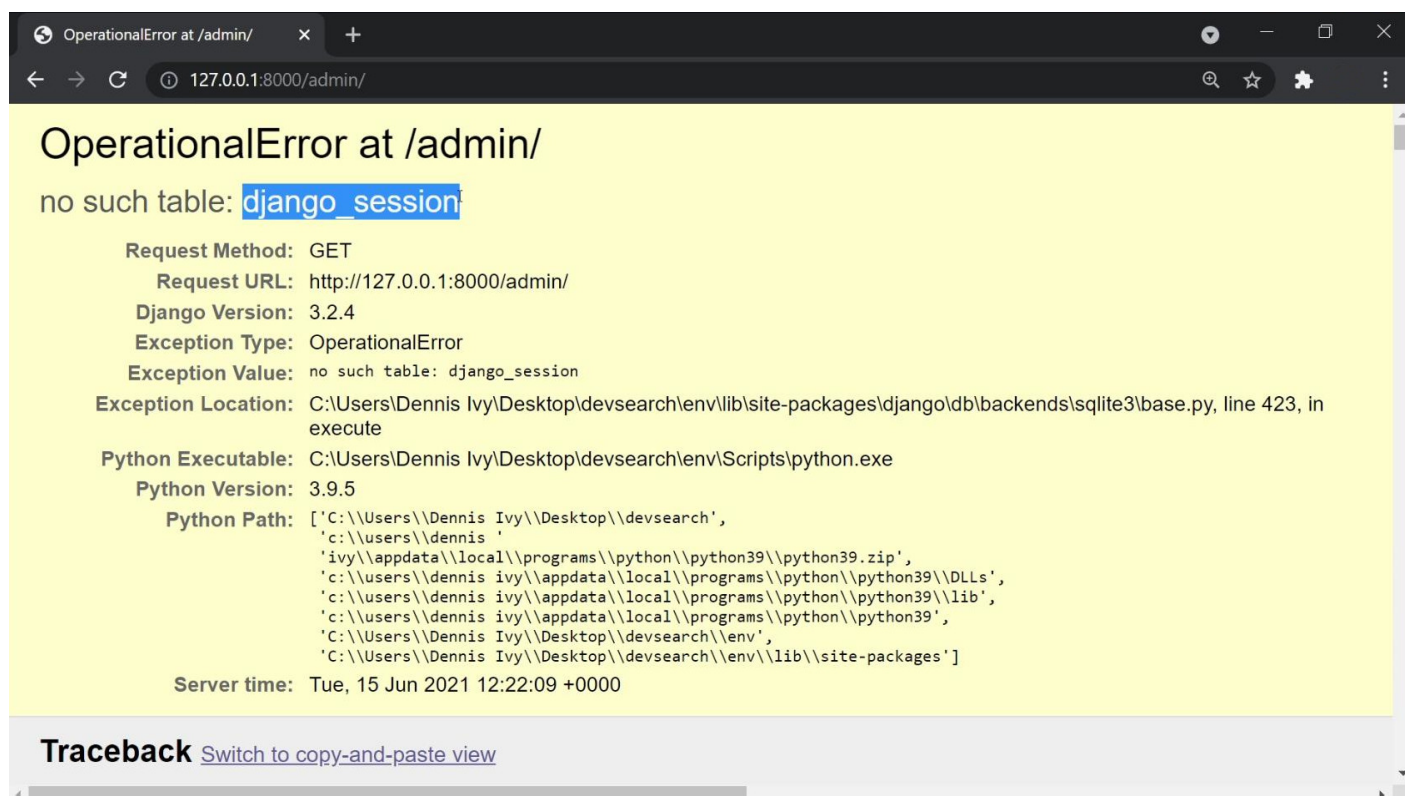 OperationalError at /admin/
127.0.0.1:8000/admin/
OperationalError at /admin/
no such table: django_session
Request Method: GET
Request URL: http://127.0.0.1:8000/admin/
Django Version: 3.2.4
Exception Type: OperationalError
Exception Value: no such table: django_session
Exception Location: C:\Users\Dennis Ivy\Desktop\devsearch\env\lib\site-packages\django\db\backends\sqlite3\base.py, line 423, in
execute
Python Executable: C:\Users\Dennis Ivy\Desktop\devsearch\env\Scripts\python.exe
Python Version: 3.9.5
Python Path: ['C:\\Users\\Dennis Ivy\\Desktop\\devsearch',
'c:\\users\\dennis '
'ivy\\appdata\\local\\programs\\python\\python39\\python39.zip',
'c:\\users\\dennis ivy\\appdata\\local\\programs\\python\\python39\\DLLs',
'c:\\users\\dennis ivy\\appdata\\local\\programs\\python\\python39\\lib',
'c:\\users\\dennis ivy\\appdata\\local\\programs\\python\\python39',
'C:\\Users\\Dennis Ivy\\Desktop\\devsearch\\env',
'C:\\Users\\Dennis Ivy\\Desktop\\devsearch\\env\\lib\\site-packages']
Server time: Tue, 15 Jun 2021 12:22:09 +0000
Traceback Switch to copy-and-paste view